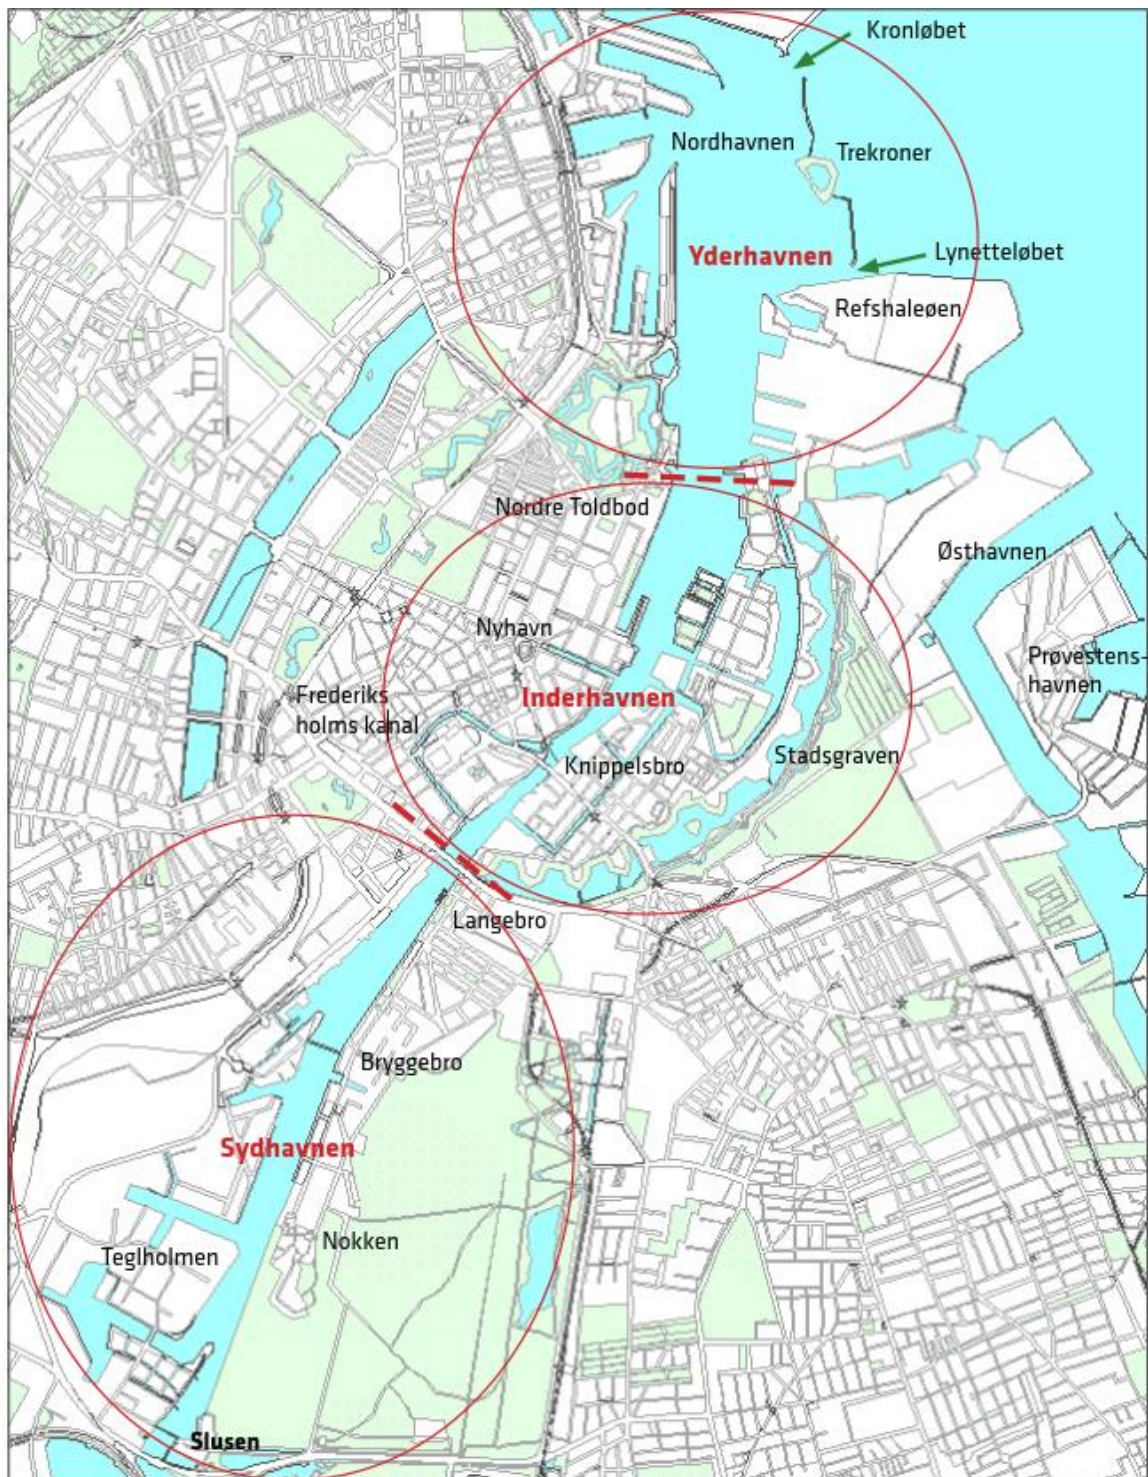 Kronløbet
Nordhavnen
Trekroner
Yderhavnen
Lynetteløbet
Refshaleøen
Nordre Toldbod
Østhavnen
Nyhavn
Prøvestens-
havnen
Frederiks
holms kanal
Inderhavnen
Knippelsbro
Stadsgraven
Langebro
Bryggebro
Sydhavnen
Nokken
Teglholmen
Slusen